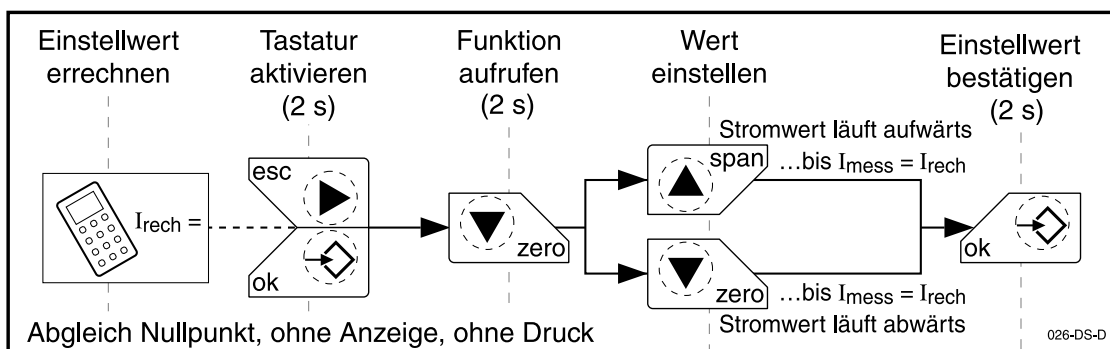 Einstellwert
errechnen
Tastatur
aktivieren
(2 s)
Funktion
aufrufen
(2 s)
Wert
einstellen
Einstellwert
bestätigen
(2 s)
Irech =
esc
ok
zero
Stromwert läuft aufwärts
span
...bis Imess = Irech
zero
...bis Imess = Irech
Stromwert läuft abwärts
ok
Abgleich Nullpunkt, ohne Anzeige, ohne Druck
026-DS-D